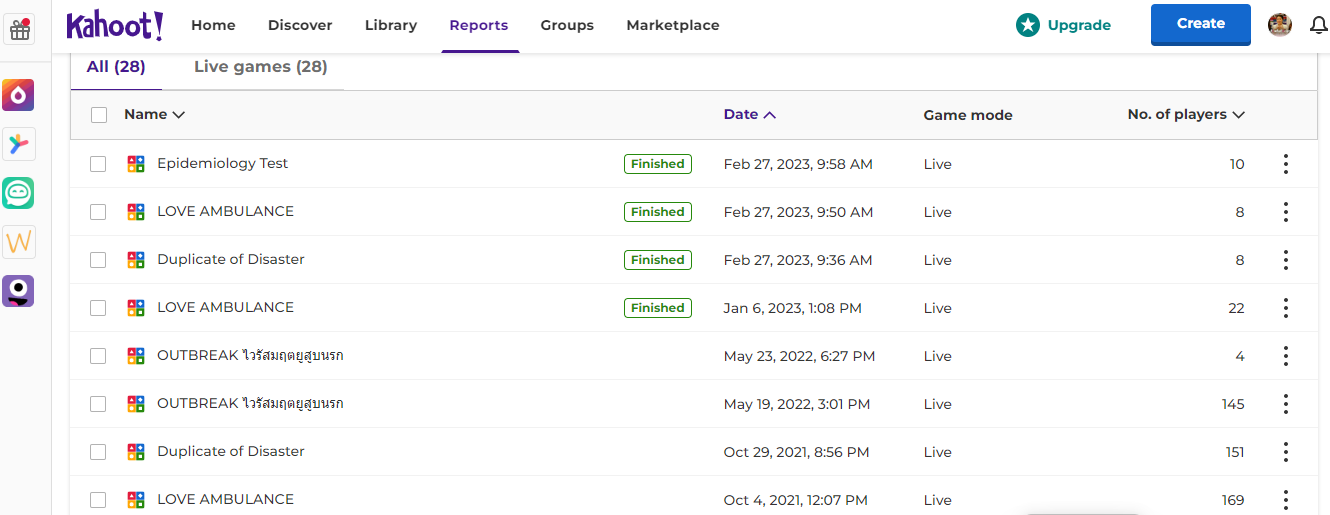 Kahoot! Home Discover Library Reports Groups Marketplace Upgrade Create
All (28) Live games (28)
Name Date Game mode No. of players
Epidemiology Test Finished Feb 27, 2023, 9:58 AM Live 10
LOVE AMBULANCE Finished Feb 27, 2023, 9:50 AM Live 8
Duplicate of Disaster Finished Feb 27, 2023, 9:36 AM Live 8
LOVE AMBULANCE Finished Jan 6, 2023, 1:08 PM Live 22
OUTBREAK ไวรัสมฤตยูสูบนรก May 23, 2022, 6:27 PM Live 4
OUTBREAK ไวรัสมฤตยูสูบนรก May 19, 2022, 3:01 PM Live 145
Duplicate of Disaster Oct 29, 2021, 8:56 PM Live 151
LOVE AMBULANCE Oct 4, 2021, 12:07 PM Live 169